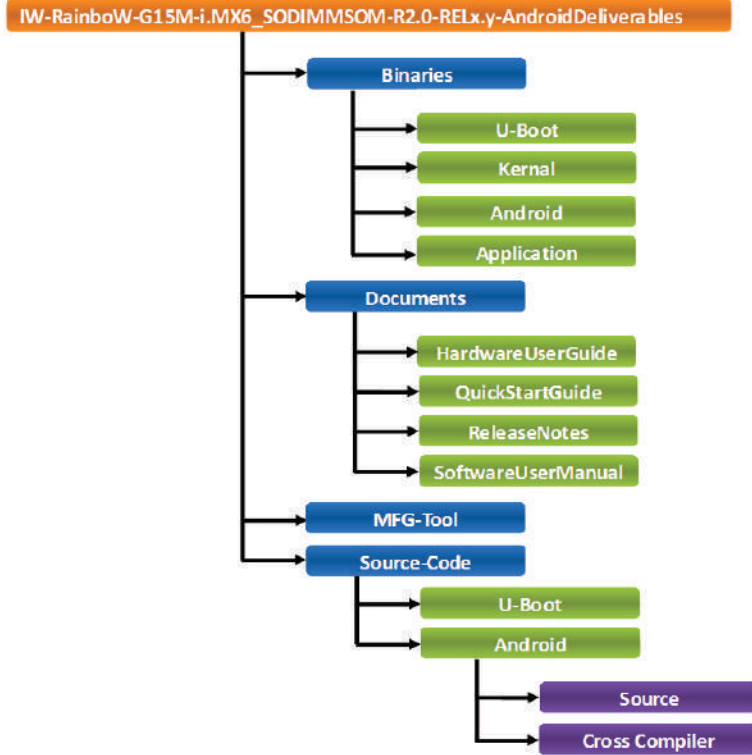 IW-RainboW-G15M-i.MX6_SODIMMSOM-R2.0-RELx.y-AndroidDeliverables
Binaries
U-Boot
Kernal
Android
Application
Documents
HardwareUserGuide
QuickStartGuide
ReleaseNotes
SoftwareUserManual
MFG-Tool
Source-Code
U-Boot
Android
Source
Cross Compiler